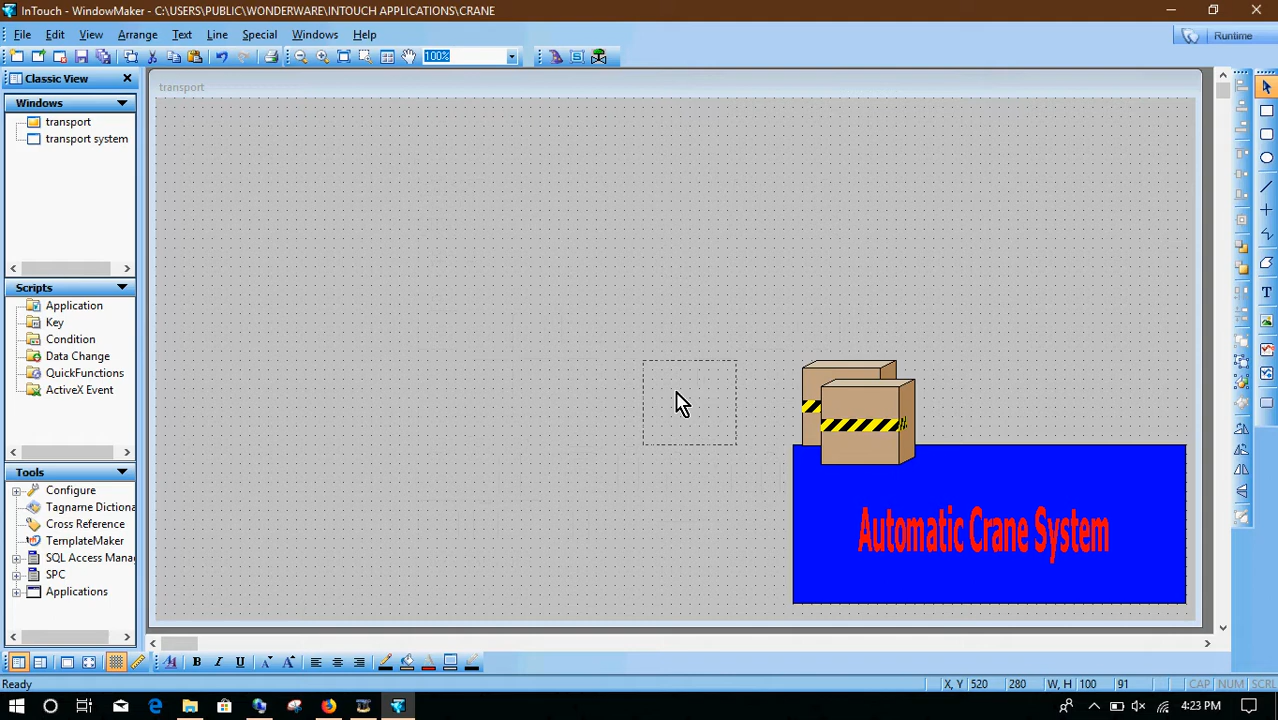 InTouch - WindowMaker - C:\USERS\PUBLIC\WONDERWARE\INTOUCH APPLICATIONS\CRANE
File Edit View Arrange Text Line Special Windows Help
Runtime
100%
Classic View
transport
Windows
transport
transport system
Scripts
Application
Key
Condition
Data Change
QuickFunctions
ActiveX Event
Tools
Configure
Tagname Dictiona
Cross Reference
TemplateMaker
SQL Access Mana
SPC
Applications
Automatic Crane System
B I U
Ready
X, Y 520 280 W, H 100 91 CAP NUM SCRL
4:23 PM